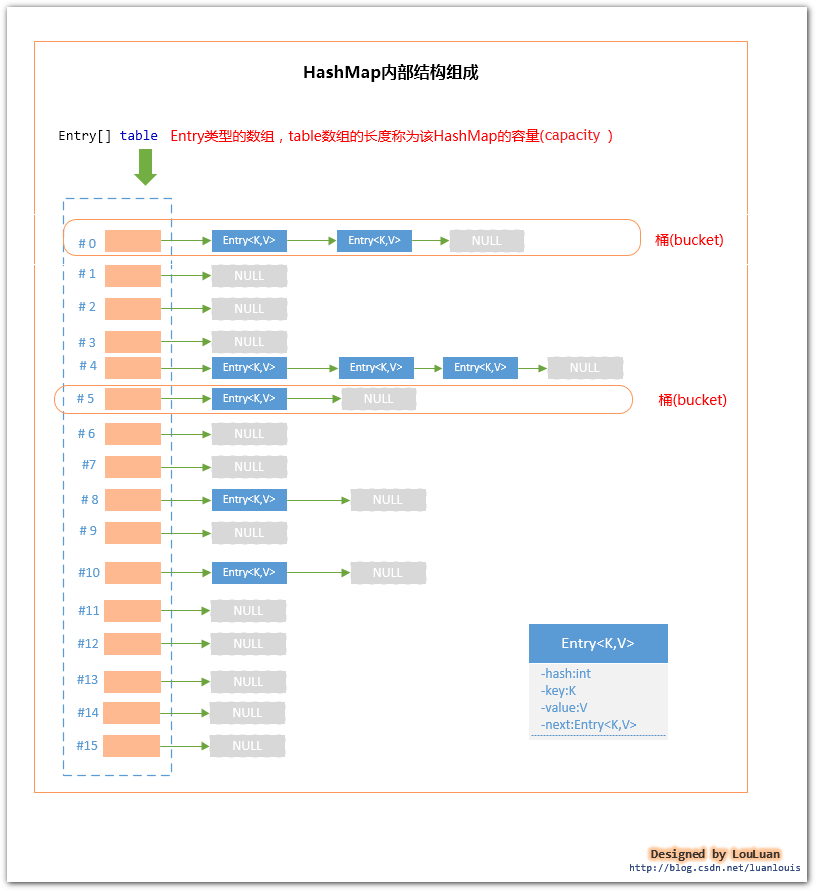 HashMap内部结构组成
Entry[] table Entry类型的数组，table数组的长度称为该HashMap的容量(capacity )
# 0 Entry<K,V> Entry<K,V> NULL 桶(bucket)
# 1 NULL
# 2 NULL
# 3 NULL
# 4 Entry<K,V> Entry<K,V> Entry<K,V> NULL
# 5 Entry<K,V> NULL 桶(bucket)
# 6 NULL
#7 NULL
# 8 Entry<K,V> NULL
# 9 NULL
#10 Entry<K,V> NULL
#11 NULL
#12 NULL
#13 NULL
#14 NULL
#15 NULL
Entry<K,V>
-hash:int
-key:K
-value:V
-next:Entry<K,V>
Designed by LouLuan
http://blog.csdn.net/luanlouis